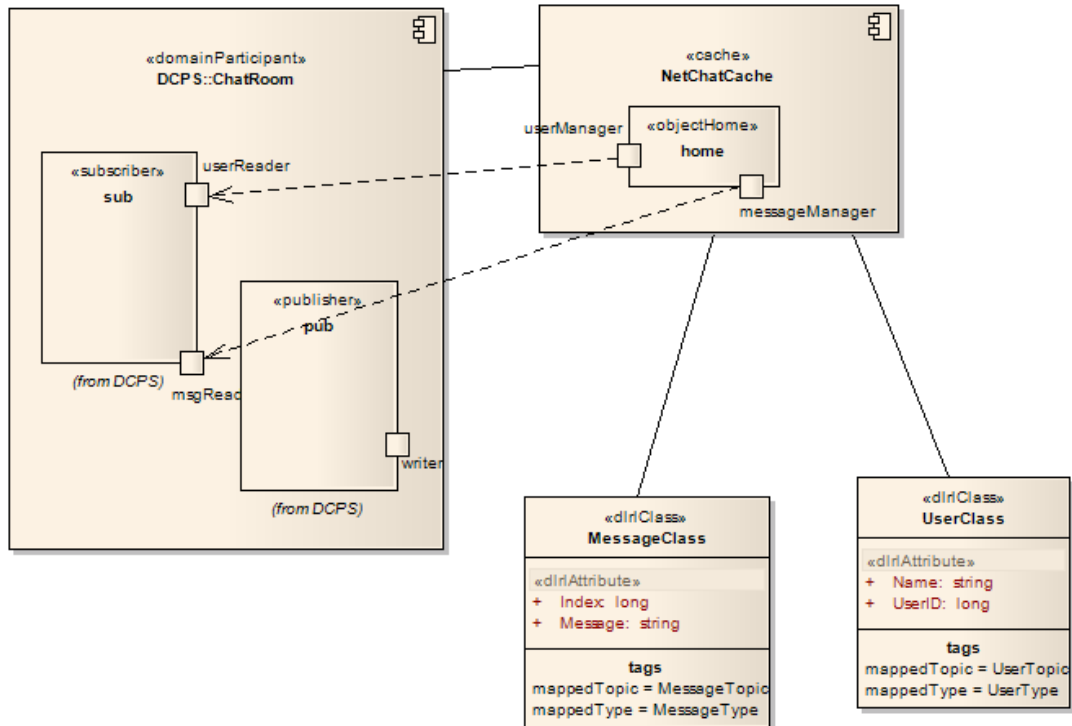 «domainParticipant»
DCPS::ChatRoom
«subscriber»
sub
userReader
(from DCPS)
msgRead
«publisher»
pub
writer
(from DCPS)
«cache»
NetChatCache
userManager
«objectHome»
home
messageManager
«dlrlClass»
MessageClass
«dlrlAttribute»
+ Index: long
+ Message: string
tags
mappedTopic = MessageTopic
mappedType = MessageType
«dlrlClass»
UserClass
«dlrlAttribute»
+ Name: string
+ UserID: long
tags
mappedTopic = UserTopic
mappedType = UserType